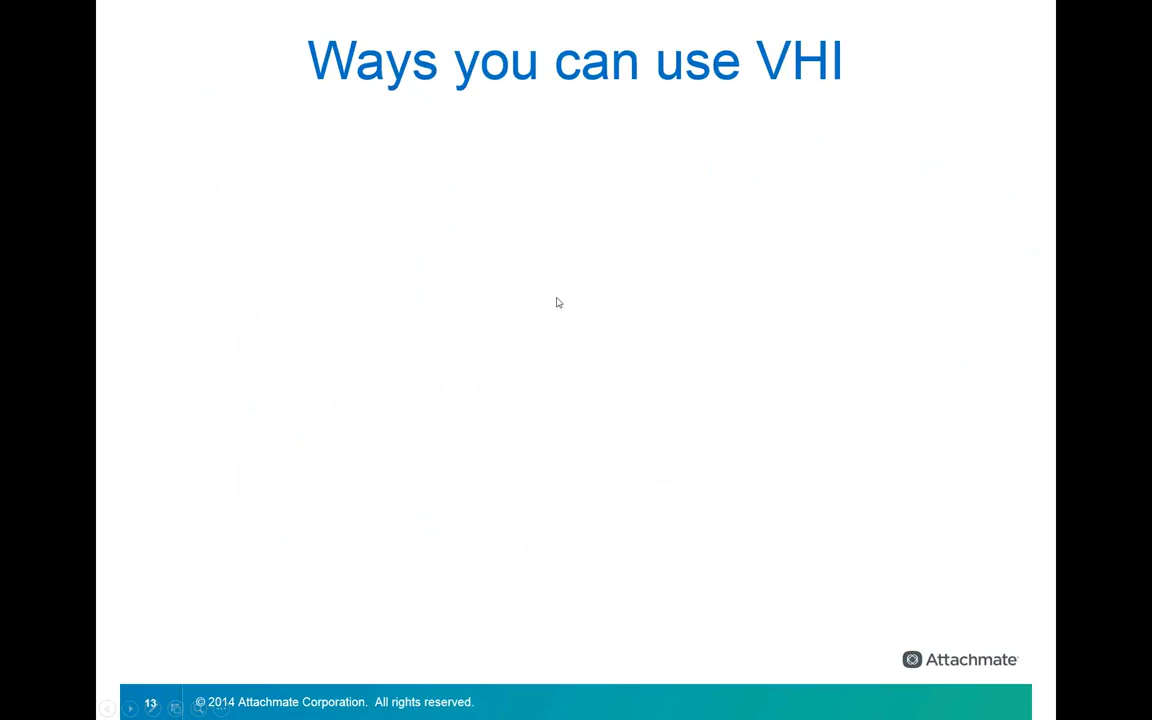 Ways you can use VHI
Attachmate
13
© 2014 Attachmate Corporation. All rights reserved.